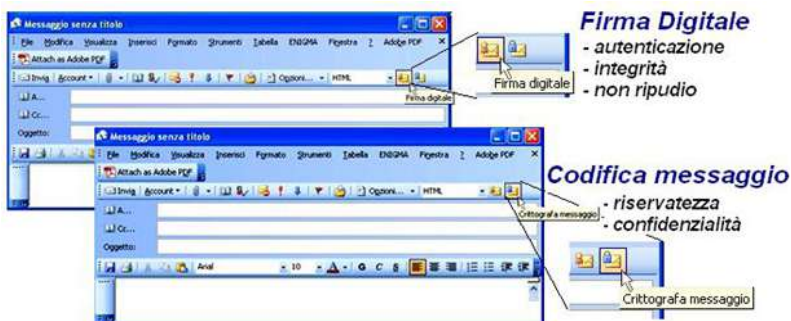 Messaggio senza titolo
File Modifica Visualizza Inserisci Formato Strumenti Tabella ENIGMA Finestra ? Adobe PDF
Attach as Adobe PDF
Invia Account Opzioni... HTML
Firma digitale
A...
Cc...
Oggetto:
Firma Digitale
- autenticazione
- integrità
- non ripudio
Firma digitale
Messaggio senza titolo
File Modifica Visualizza Inserisci Formato Strumenti Tabella ENIGMA Finestra ? Adobe PDF
Attach as Adobe PDF
Invia Account Opzioni... HTML
Crittografa messaggio
A...
Cc...
Oggetto:
Arial 10 A G C S
Codifica messaggio
- riservatezza
- confidenzialità
Crittografa messaggio